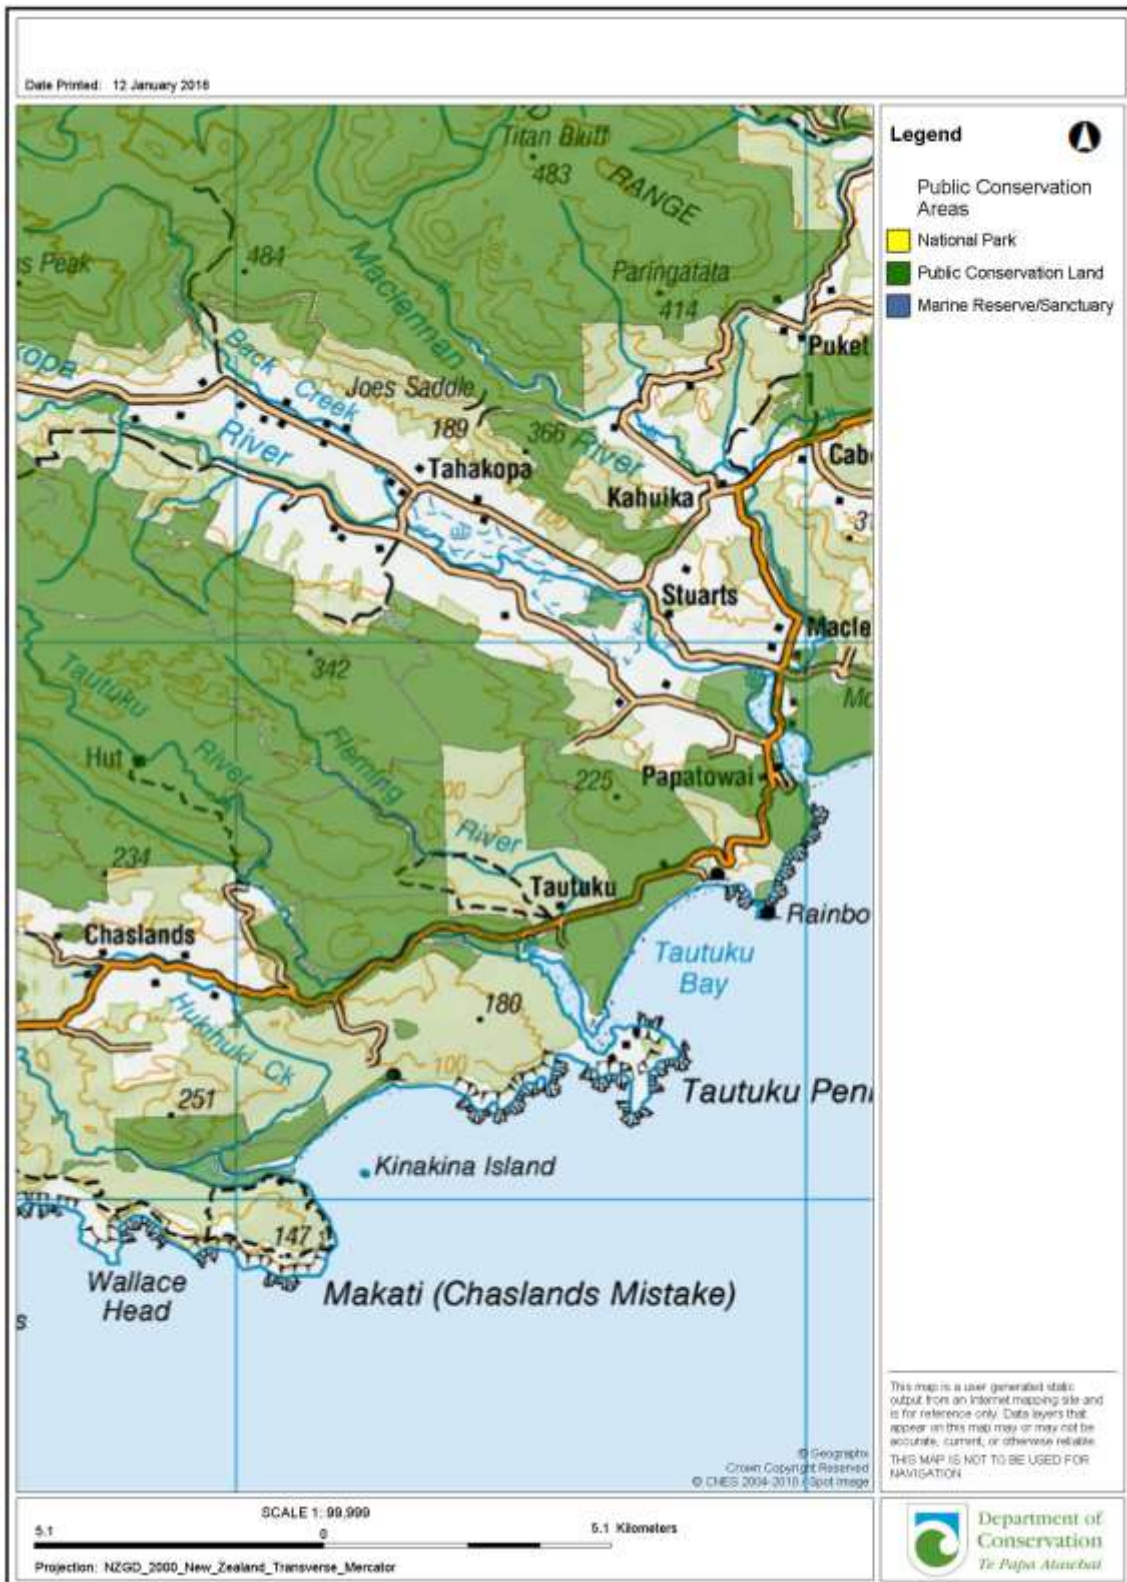 Date Printed: 12 January 2016
Titan Bluff
483
RANGE
Legend
Public Conservation
Areas
National Park
Public Conservation Land
Marine Reserve/Sanctuary
484
Maclennan
Paringatata
414
Peak
Puket
Back
Creek
Joes Saddle
189
366
River
River
Tahakopa
Kahuika
Cab
Stuarts
Macle
342
Tautuku
River
Hut
Fleming
River
100
225
Papatowai
234
Tautuku
Rainbo
Chaslands
Tautuku
Bay
Hukihuki Ck
180
100
251
Tautuku Peni
Kinakina Island
147
Wallace
Head
Makati (Chaslands Mistake)
s
This map is a user generated static
output from an Internet mapping site and
is for reference only. Data layers that
appear on this map may or may not be
accurate, current, or otherwise reliable.
THIS MAP IS NOT TO BE USED FOR
NAVIGATION
© Geographx
Crown Copyright Reserved
© CNES 2004-2010 / Spot Image
SCALE 1: 99,999
5.1 0 5.1 Kilometers
Projection: NZGD_2000_New_Zealand_Transverse_Mercator
Department of
Conservation
Te Papa Atawhai